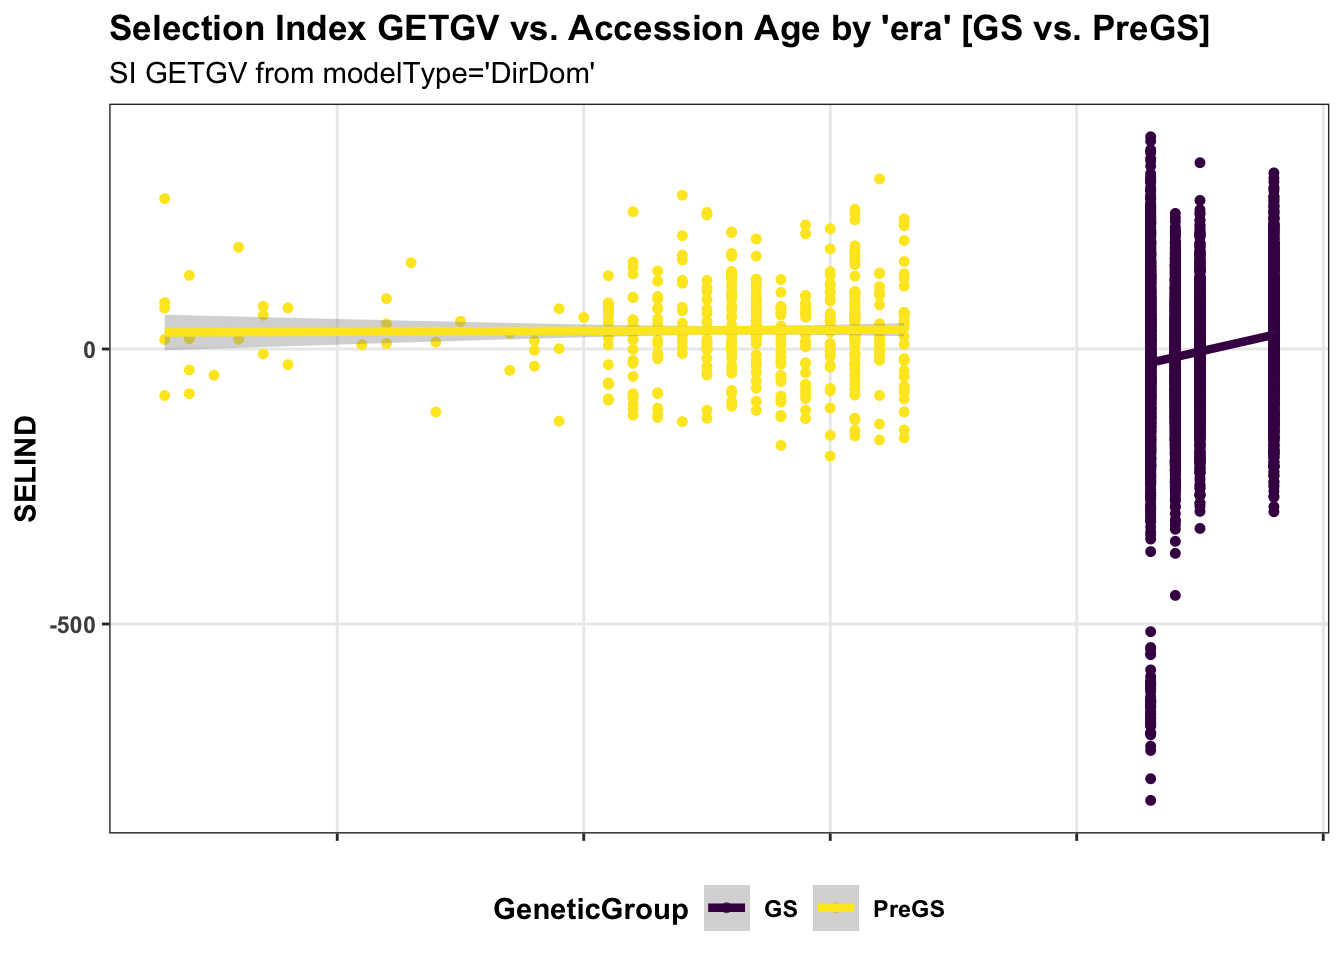 Selection Index GETGV vs. Accession Age by 'era' [GS vs. PreGS]
SI GETGV from modelType='DirDom'
0
-500
SELIND
GeneticGroup GS PreGS